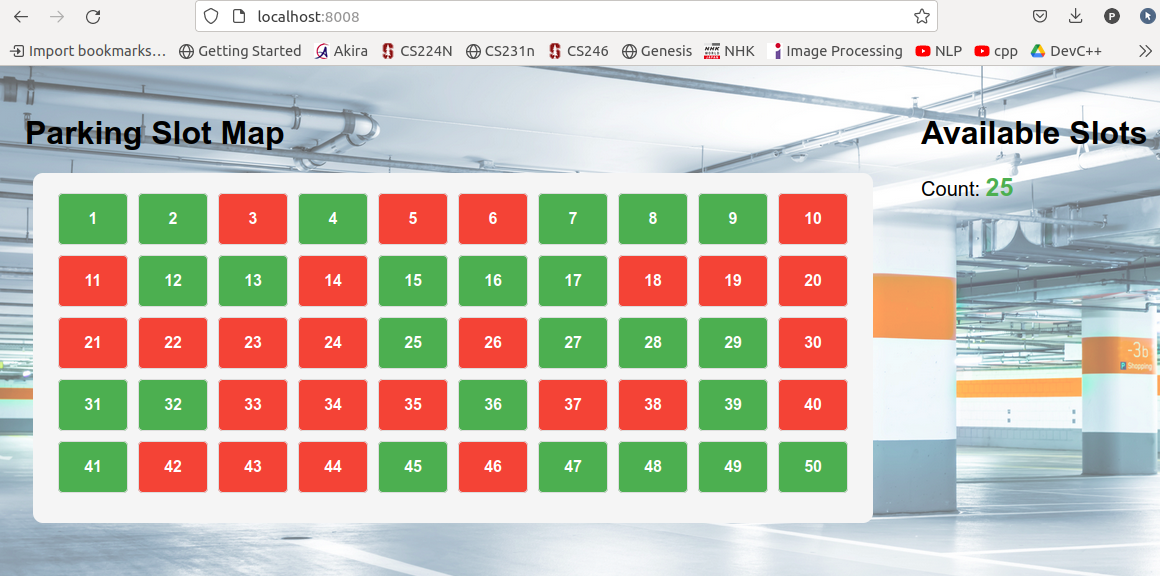 localhost:8008
Import bookmarks… Getting Started Akira CS224N CS231n CS246 Genesis NHK Image Processing NLP cpp DevC++
Parking Slot Map
Available Slots
Count: 25
1 2 3 4 5 6 7 8 9 10
11 12 13 14 15 16 17 18 19 20
21 22 23 24 25 26 27 28 29 30
31 32 33 34 35 36 37 38 39 40
41 42 43 44 45 46 47 48 49 50
-3b
P Shopping
P